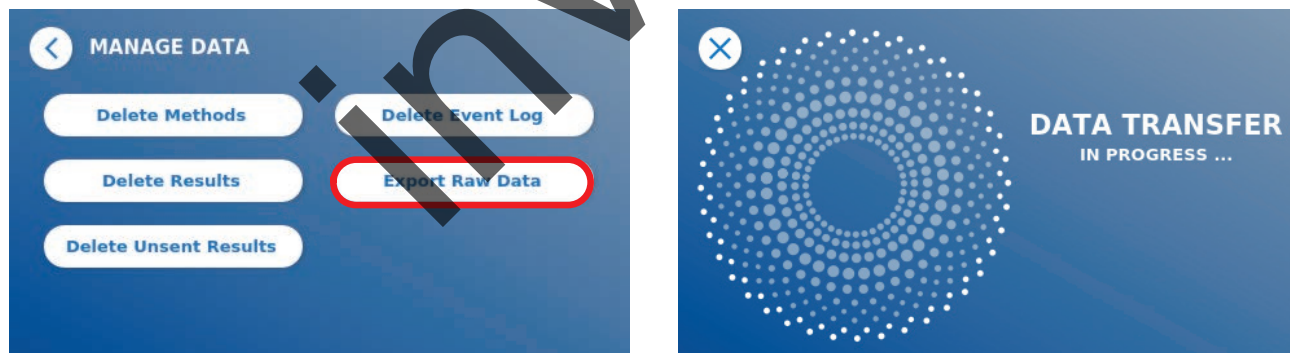 MANAGE DATA
Delete Methods
Delete Event Log
Delete Results
Export Raw Data
Delete Unsent Results
DATA TRANSFER
IN PROGRESS ...
inv